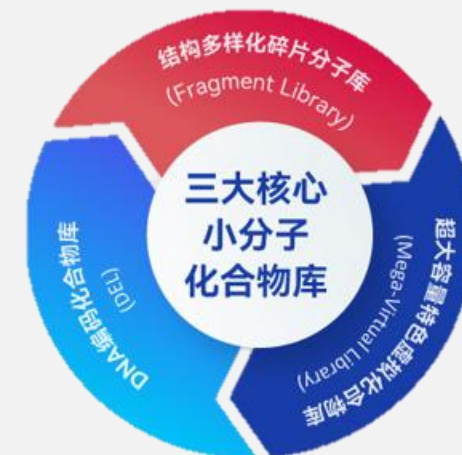 结构多样化碎片分子库
(Fragment Library)
三大核心
小分子
化合物库
超大容量特色虚拟化合物库
(Mega-Virtual Library)
DNA编码化合物库
(DEL)